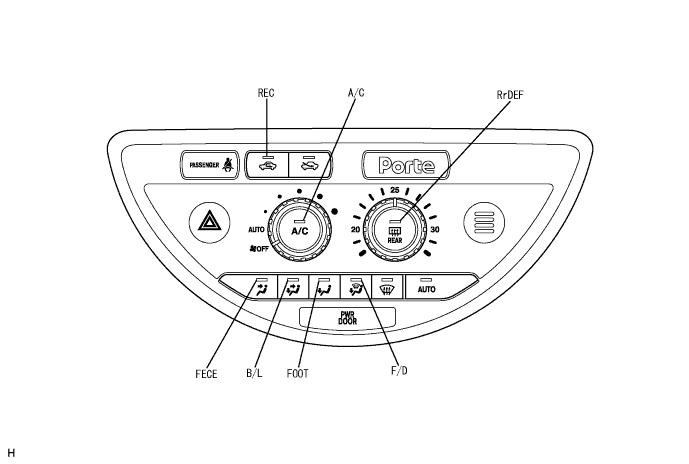 REC
A/C
RrDEF
PASSENGER
Porte
25
AUTO
A/C
20
30
OFF
REAR
AUTO
PWR
DOOR
FECE
B/L
FOOT
F/D
H